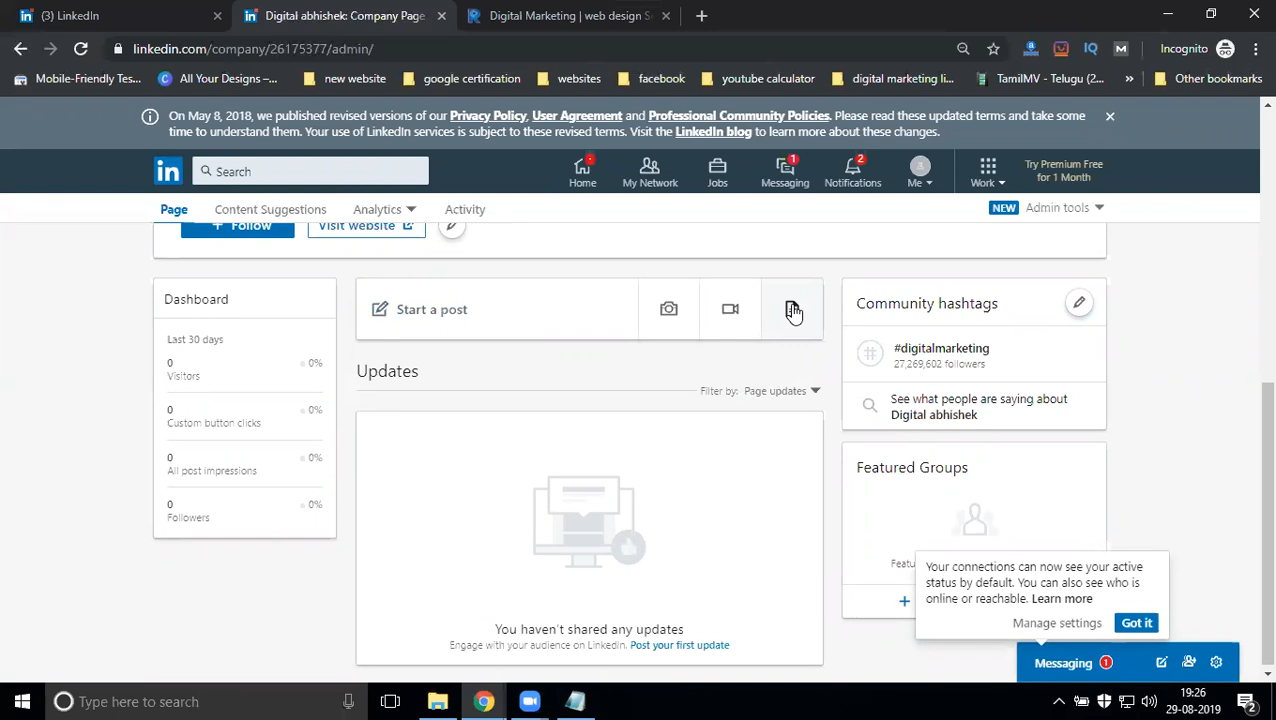 (3) LinkedIn
Digital abhishek: Company Page
Digital Marketing | web design S
linkedin.com/company/26175377/admin/
Incognito
Mobile-Friendly Tes...
All Your Designs –...
new website
google certification
websites
facebook
youtube calculator
digital marketing li...
TamilMV - Telugu (2...
Other bookmarks
On May 8, 2018, we published revised versions of our Privacy Policy, User Agreement and Professional Community Policies. Please read these updated terms and take some
time to understand them. Your use of LinkedIn services is subject to these revised terms. Visit the LinkedIn blog to learn more about these changes.
in
Search
Home
My Network
Jobs
1
Messaging
2
Notifications
Me
Work
Try Premium Free
for 1 Month
Page
Content Suggestions
Analytics
Activity
NEW
Admin tools
+ Follow
Visit website
Dashboard
Last 30 days
0
0%
Visitors
0
0%
Custom button clicks
0
0%
All post impressions
0
0%
Followers
Start a post
Updates
Filter by: Page updates
You haven't shared any updates
Engage with your audience on LinkedIn. Post your first update
Community hashtags
#digitalmarketing
27,269,602 followers
See what people are saying about
Digital abhishek
Featured Groups
Featu
+
Your connections can now see your active
status by default. You can also see who is
online or reachable. Learn more
Manage settings
Got it
Messaging
1
Type here to search
19:26
29-08-2019
2